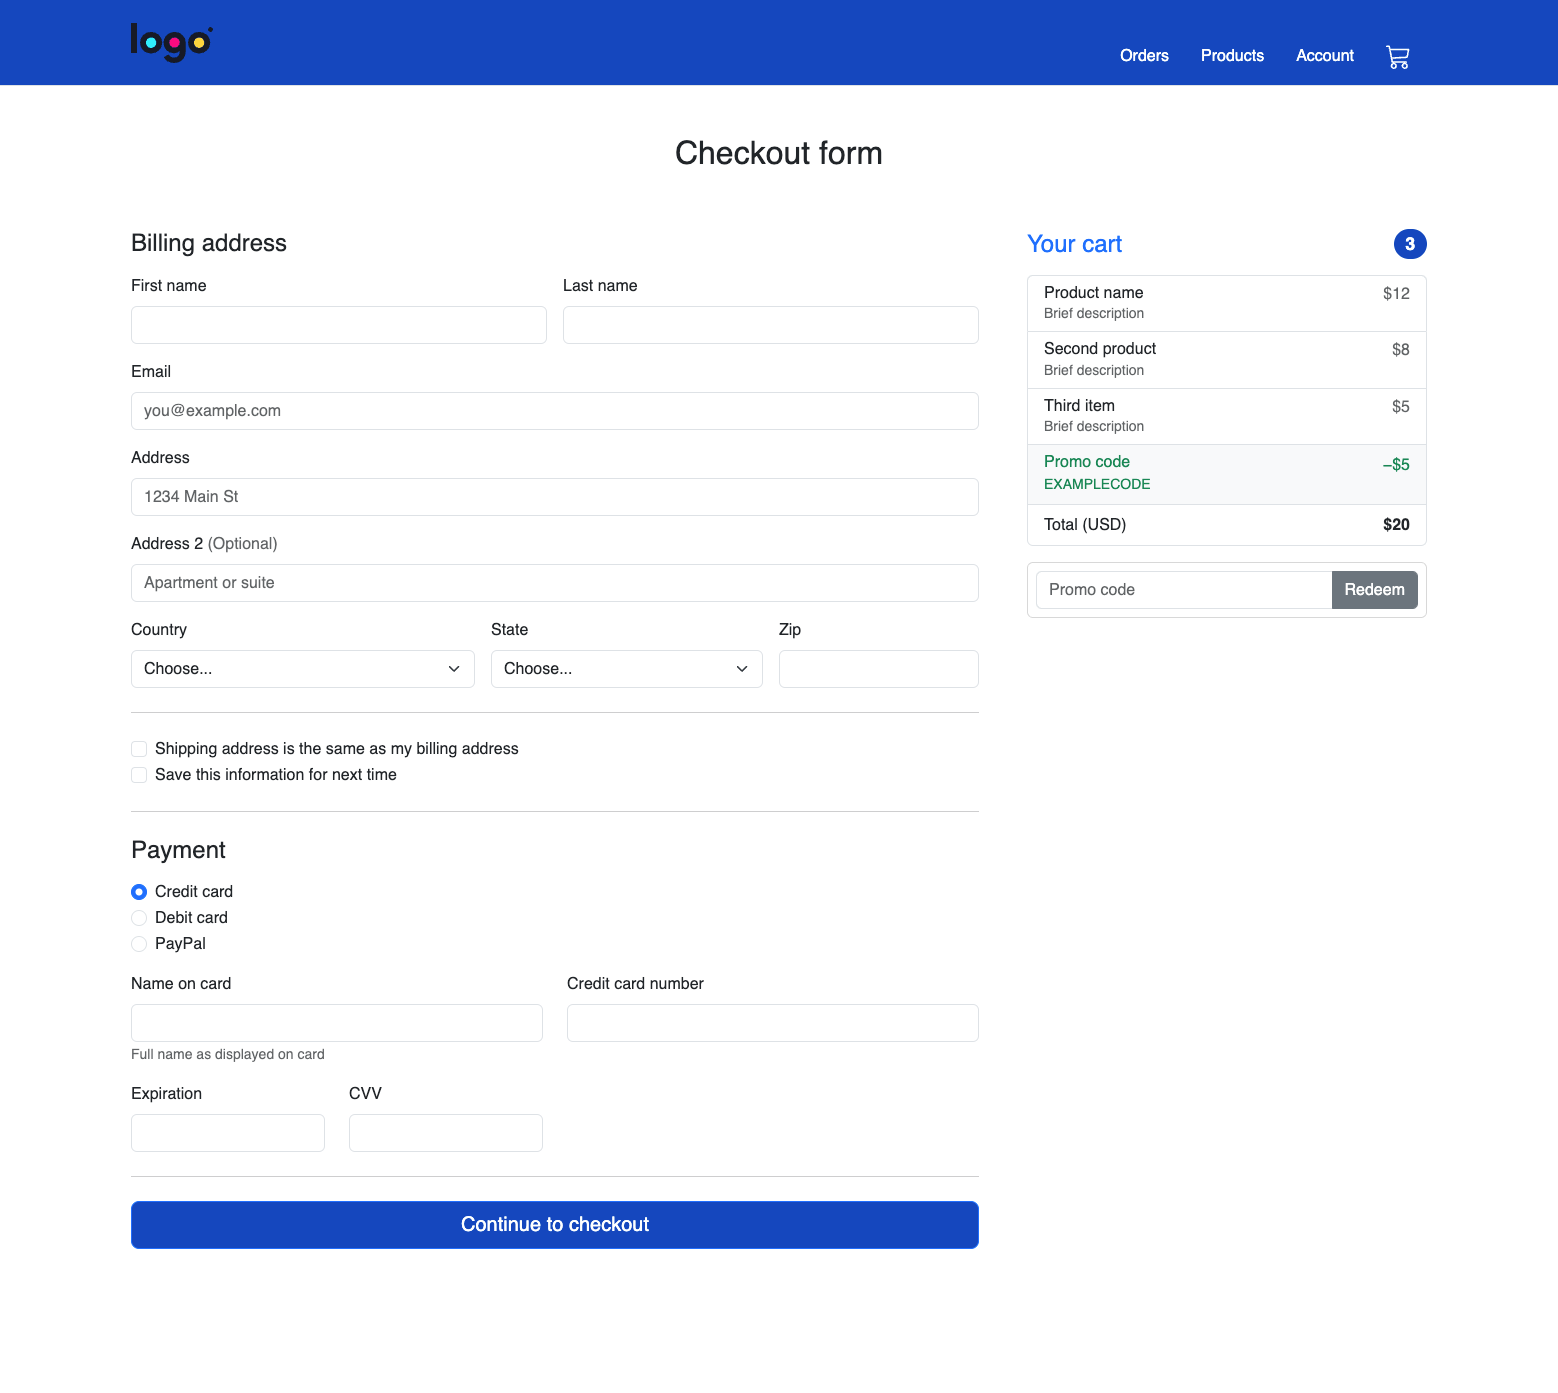 logo
Orders Products Account
Checkout form
Billing address
First name Last name
Email
you@example.com
Address
1234 Main St
Address 2 (Optional)
Apartment or suite
Country State Zip
Choose... Choose...
Shipping address is the same as my billing address
Save this information for next time
Payment
Credit card
Debit card
PayPal
Name on card Credit card number
Full name as displayed on card
Expiration CVV
Continue to checkout
Your cart 3
Product name $12
Brief description
Second product $8
Brief description
Third item $5
Brief description
Promo code −$5
EXAMPLECODE
Total (USD) $20
Promo code Redeem